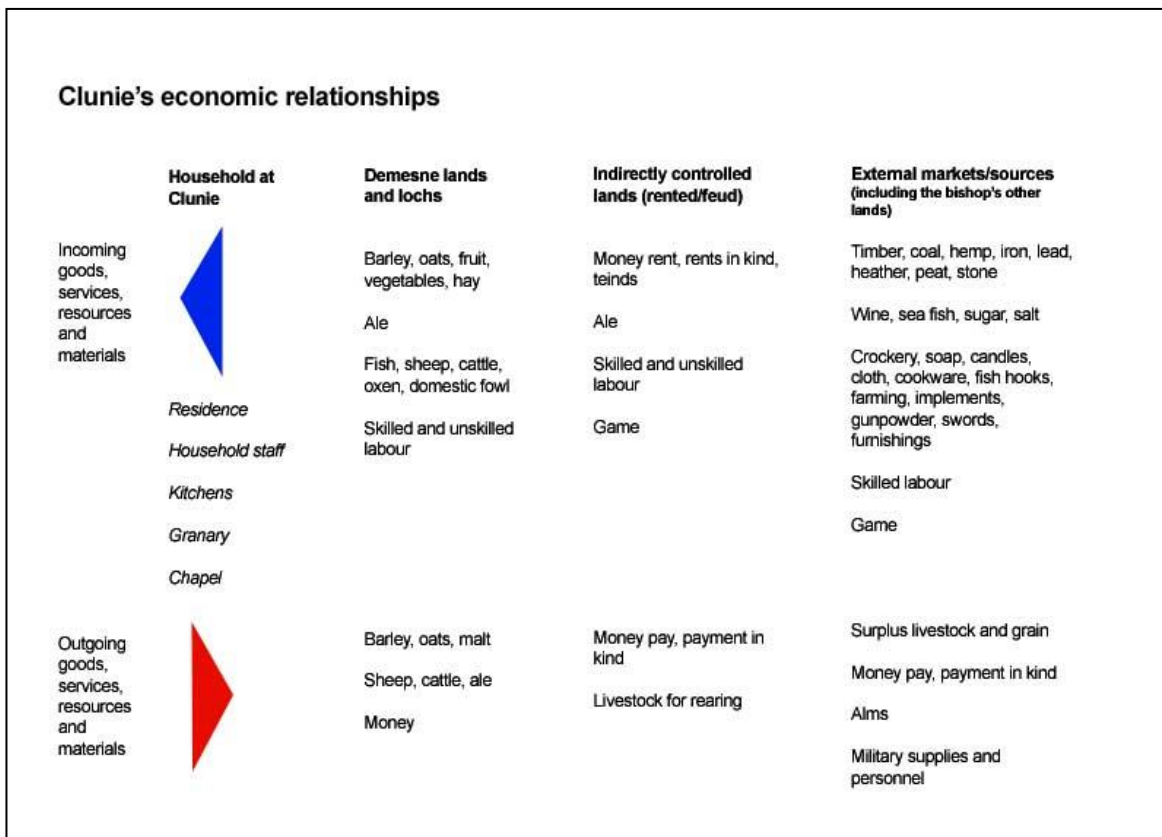 Clunie's economic relationships
Household at
Clunie
Demesne lands
and lochs
Indirectly controlled
lands (rented/feud)
External markets/sources
(including the bishop's other
lands)
Incoming
goods,
services,
resources
and
materials
Residence
Household staff
Kitchens
Granary
Chapel
Barley, oats, fruit,
vegetables, hay
Ale
Fish, sheep, cattle,
oxen, domestic fowl
Skilled and unskilled
labour
Money rent, rents in kind,
teinds
Ale
Skilled and unskilled
labour
Game
Timber, coal, hemp, iron, lead,
heather, peat, stone
Wine, sea fish, sugar, salt
Crockery, soap, candles,
cloth, cookware, fish hooks,
farming, implements,
gunpowder, swords,
furnishings
Skilled labour
Game
Outgoing
goods,
services,
resources
and
materials
Barley, oats, malt
Sheep, cattle, ale
Money
Money pay, payment in
kind
Livestock for rearing
Surplus livestock and grain
Money pay, payment in kind
Alms
Military supplies and
personnel